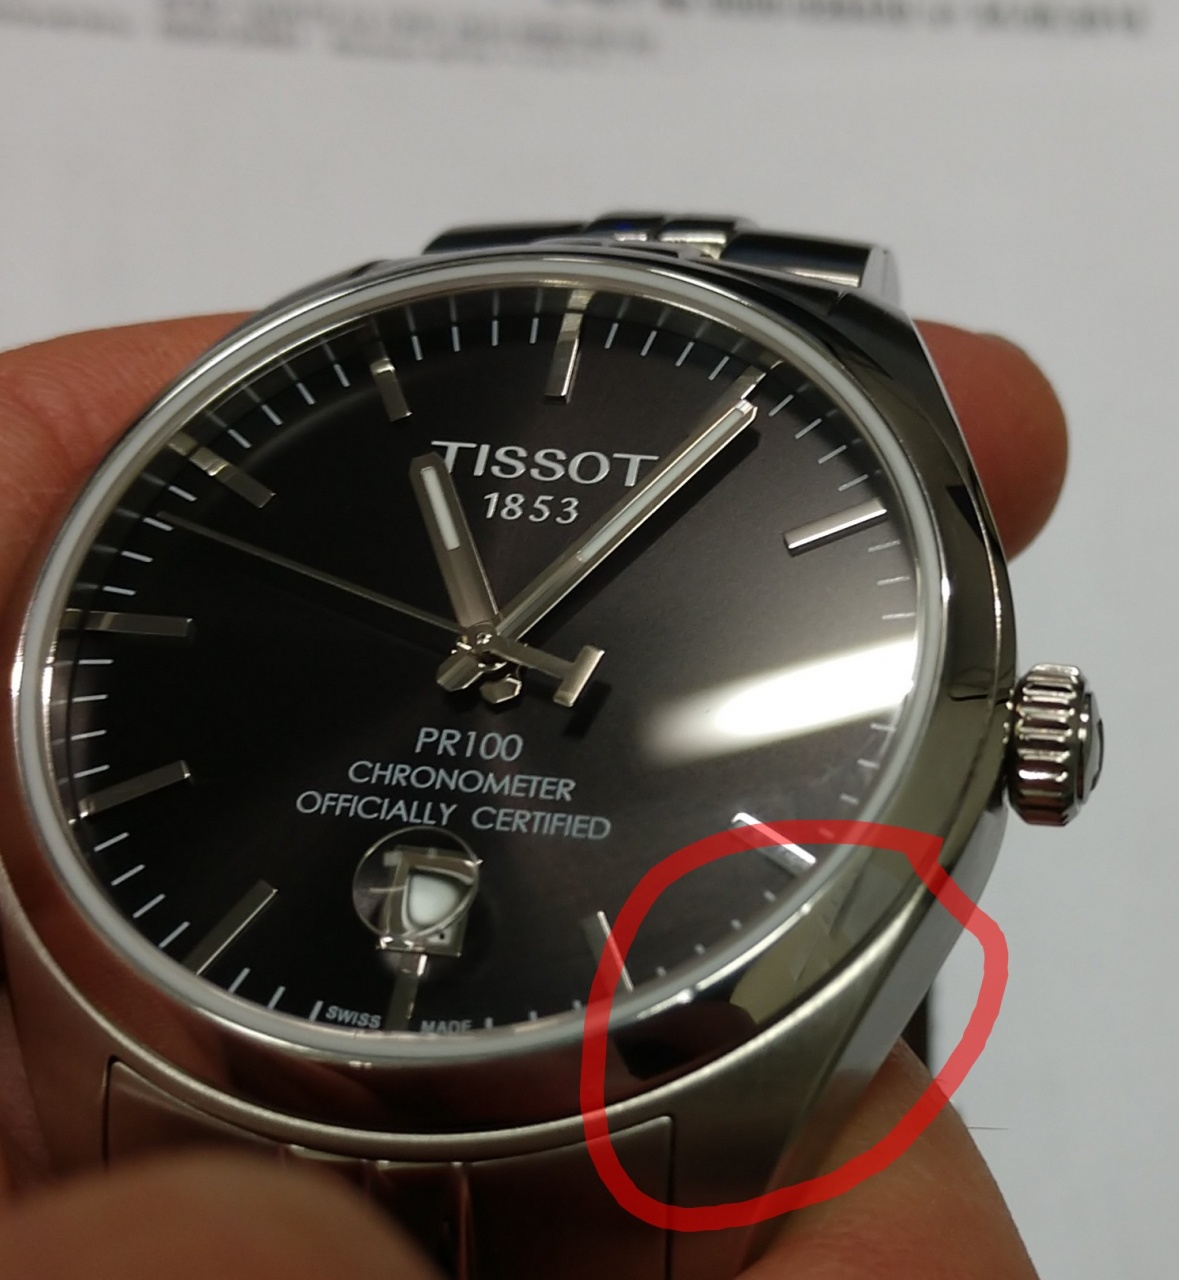 TISSOT
1853
PR100
CHRONOMETER
OFFICIALLY CERTIFIED
SWISS MADE